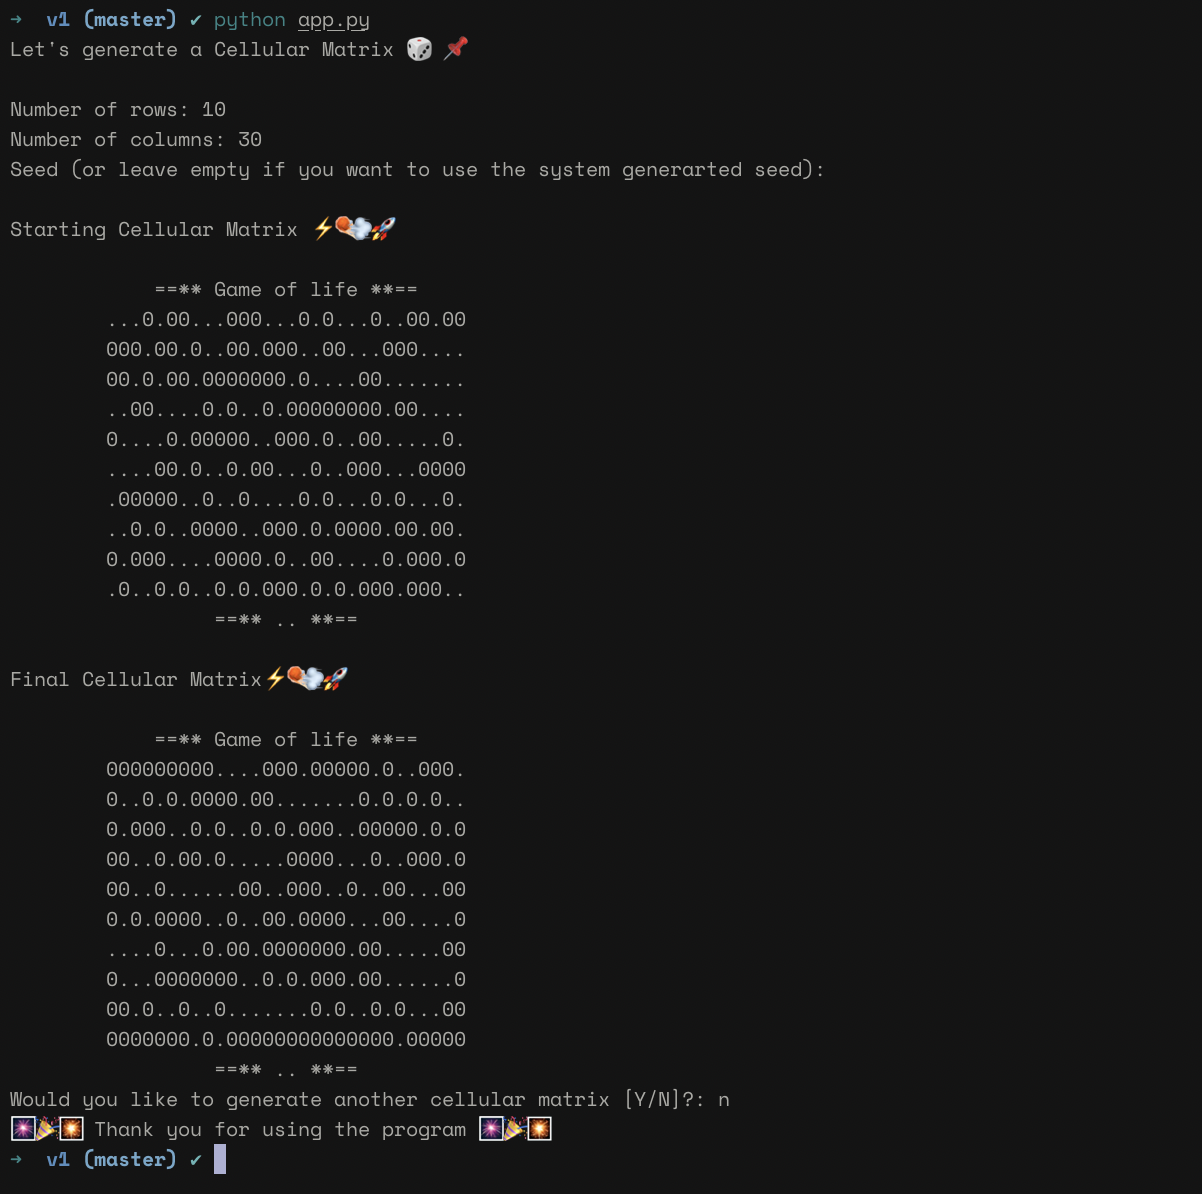 → v1 (master) ✔ python app.py
Let's generate a Cellular Matrix 🎲 📌
Number of rows: 10
Number of columns: 30
Seed (or leave empty if you want to use the system generarted seed):
Starting Cellular Matrix ⚡☄💨🚀
==** Game of life **==
...0.00...000...0.0...0..00.00
000.00.0..00.000..00...000....
00.0.00.0000000.0....00.......
..00....0.0..0.00000000.00....
0....0.00000..000.0..00.....0.
....00.0..0.00...0..000...0000
.00000..0..0....0.0...0.0...0.
..0.0..0000..000.0.0000.00.00.
0.000....0000.0..00....0.000.0
.0..0.0..0.0.000.0.0.000.000..
==** .. **==
Final Cellular Matrix⚡☄💨🚀
==** Game of life **==
000000000....000.00000.0..000.
0..0.0.0000.00.......0.0.0.0..
0.000..0.0..0.0.000..00000.0.0
00..0.00.0.....0000...0..000.0
00..0......00..000..0..00...00
0.0.0000..0..00.0000...00....0
....0...0.00.0000000.00.....00
0...0000000..0.0.000.00......0
00.0..0..0.......0.0..0.0...00
0000000.0.00000000000000.00000
==** .. **==
Would you like to generate another cellular matrix [Y/N]?: n
🎆🎉💥 Thank you for using the program 🎆🎉💥
→ v1 (master) ✔